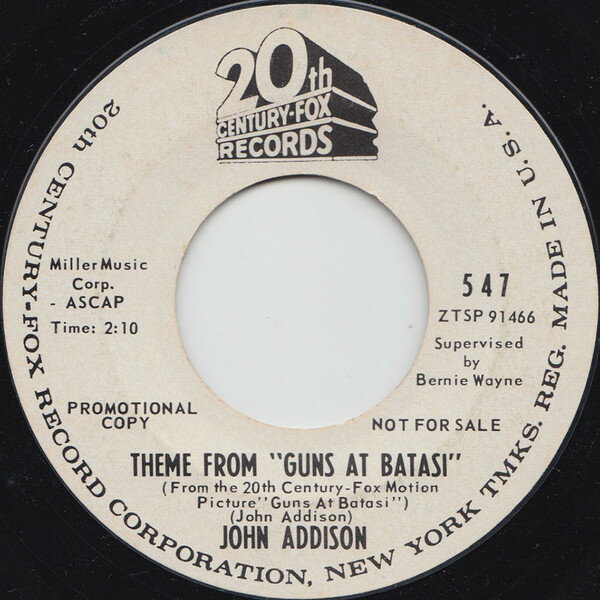 20th
CENTURY-FOX
RECORDS
MillerMusic
Corp.
- ASCAP
Time: 2:10
547
ZTSP 91466
Supervised
by
Bernie Wayne
PROMOTIONAL
COPY
NOT FOR SALE
THEME FROM "GUNS AT BATASI"
(From the 20th Century-Fox Motion
Picture"Guns At Batasi")
(John Addison)
JOHN ADDISON
20th CENTURY-FOX RECORD CORPORATION, NEW YORK TMKS. REG. MADE IN U.S.A.